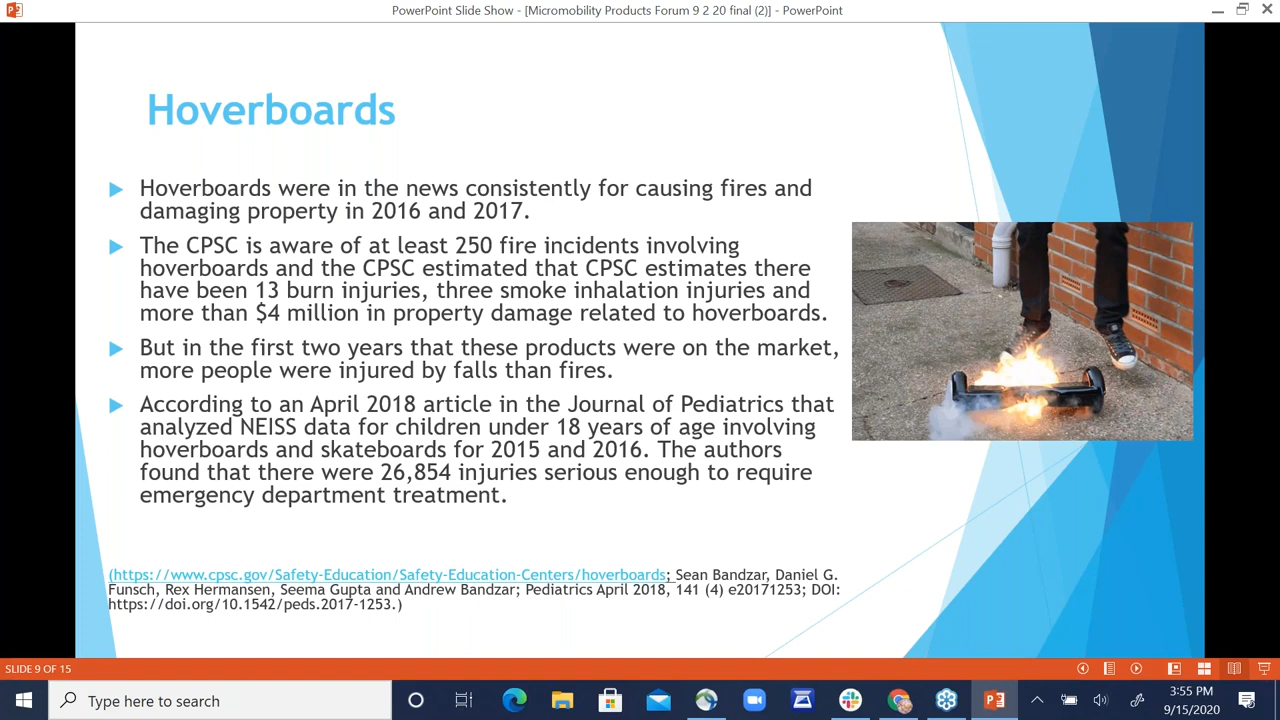 PowerPoint Slide Show - [Micromobility Products Forum 9 2 20 final (2)] - PowerPoint
Hoverboards
Hoverboards were in the news consistently for causing fires and
damaging property in 2016 and 2017.
The CPSC is aware of at least 250 fire incidents involving
hoverboards and the CPSC estimated that CPSC estimates there
have been 13 burn injuries, three smoke inhalation injuries and
more than $4 million in property damage related to hoverboards.
But in the first two years that these products were on the market,
more people were injured by falls than fires.
According to an April 2018 article in the Journal of Pediatrics that
analyzed NEISS data for children under 18 years of age involving
hoverboards and skateboards for 2015 and 2016. The authors
found that there were 26,854 injuries serious enough to require
emergency department treatment.
(https://www.cpsc.gov/Safety-Education/Safety-Education-Centers/hoverboards; Sean Bandzar, Daniel G.
Funsch, Rex Hermansen, Seema Gupta and Andrew Bandzar; Pediatrics April 2018, 141 (4) e20171253; DOI:
https://doi.org/10.1542/peds.2017-1253.)
SLIDE 9 OF 15
Type here to search
3:55 PM
9/15/2020